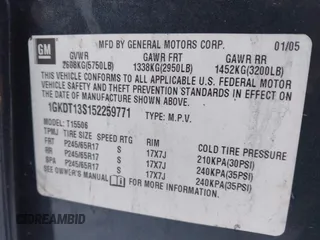 GM
MFD BY GENERAL MOTORS CORP. 01/05
GVWR GAWR FRT GAWR RR
2608KG(5750LB) 1338KG(2950LB) 1452KG(3200LB)
THIS VEHICLE CONFORMS TO ALL APPLICABLE U.S. FEDERAL MOTOR
VEHICLE SAFETY AND THEFT PREVENTION STANDARDS IN EFFECT ON THE
DATE OF MANUFACTURE SHOWN ABOVE.
1GKDT13S152259771 TYPE: M.P.V.
MODEL: T15506
TPMJ TIRE SIZE SPEED RTG RIM COLD TIRE PRESSURE
FRT P245/65R17 S 17X7J 210KPA(30PSI)
RR P245/65R17 S 17X7J 240KPA(35PSI)
SPA P245/65R17 S 17X7J 240KPA(35PSI)
SEE OWNER'S MANUAL FOR MORE INFORMATION.
CARDAMBID